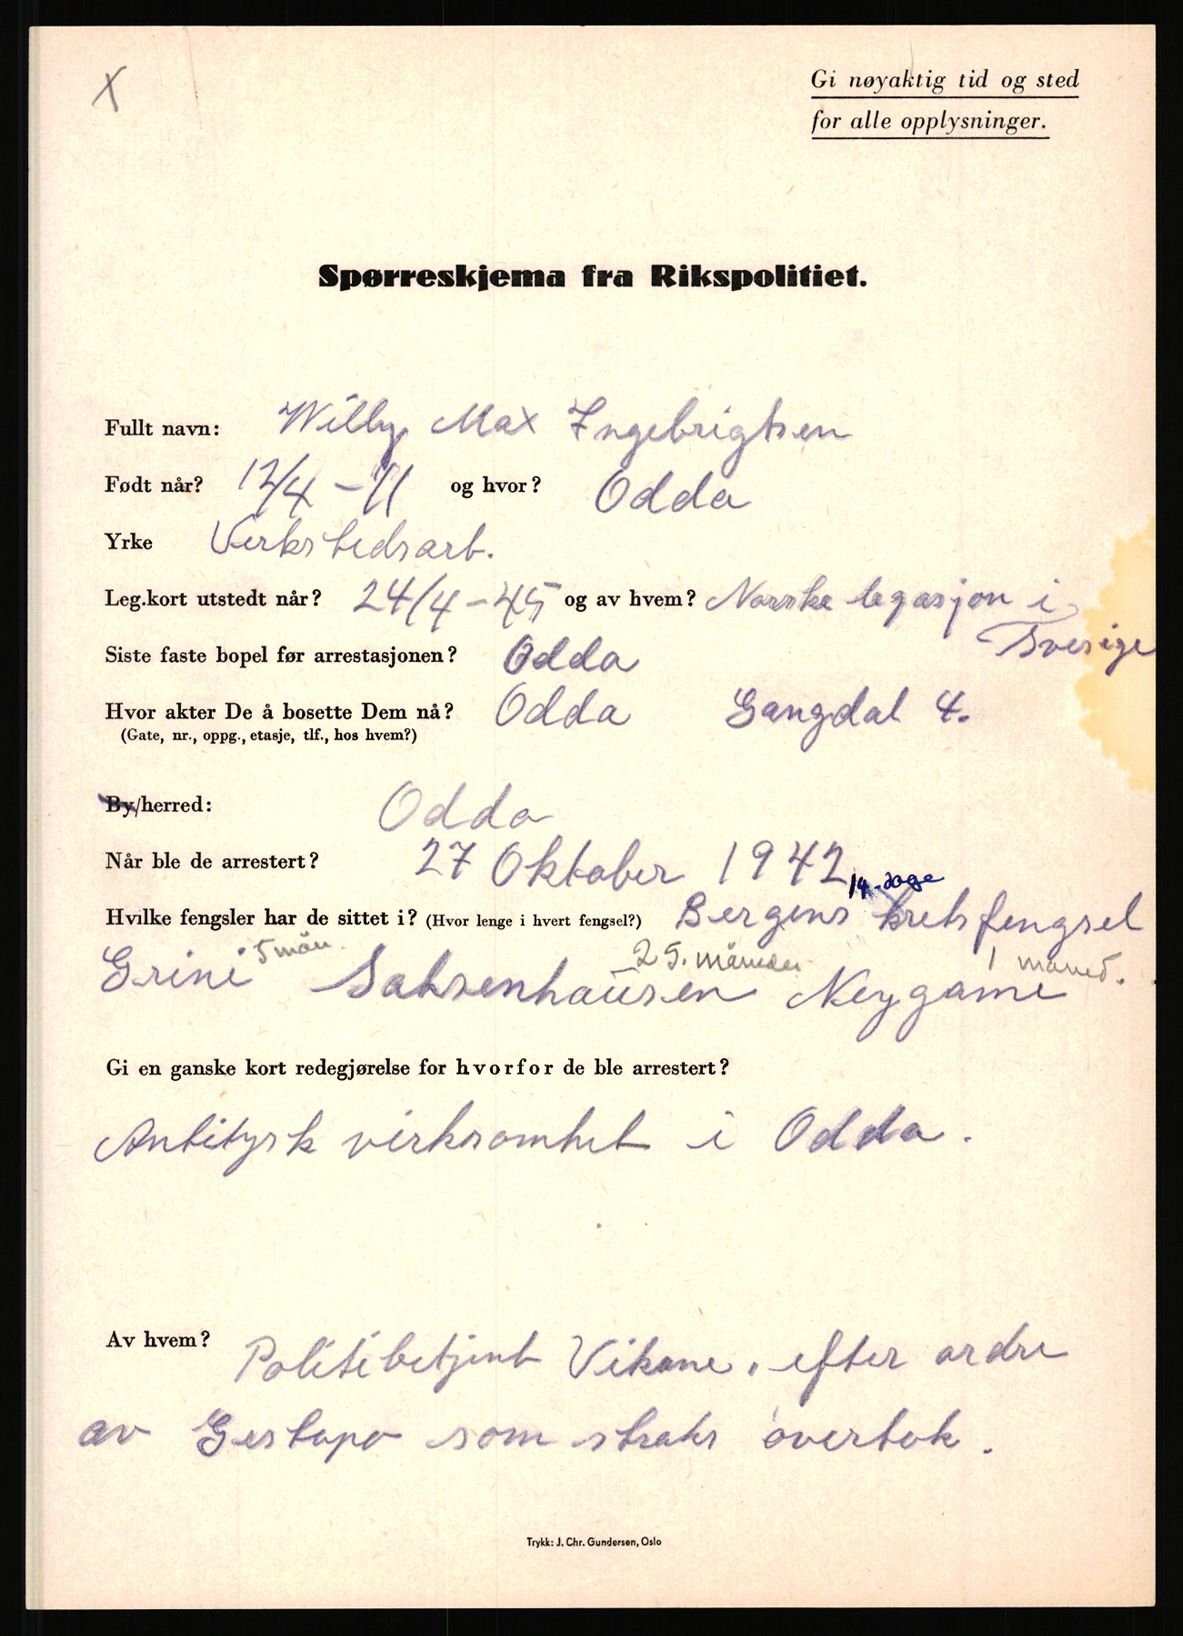 X
Gi nøyaktig tid og sted
for alle opplysninger.
Spørreskjema fra Rikspolitiet.
Fullt navn: Willy Max Ingebrigtsen
Født når? 12/4 - 11 og hvor? Odda
Yrke Verkstedsarb.
Leg.kort utstedt når? 24/4 - 45 og av hvem? Norske legasjon i
Sverige
Siste faste bopel før arrestasjonen? Odda
Hvor akter De å bosette Dem nå? Odda Gangdal 4.
(Gate, nr., oppg., etasje, tlf., hos hvem?)
By/herred: Odda
Når ble de arrestert? 27 Oktober 1942
14. dage
Hvilke fengsler har de sittet i? (Hvor lenge i hvert fengsel?) Bergens kretsfengsel
5 mån. 25. måneder 1 måned.
Grini Saksenhausen Neygame
Gi en ganske kort redegjørelse for hvorfor de ble arrestert?
Antitysk virksomhet i Odda.
Av hvem? Politibetjent Vikane, efter ordre
av Gestapo som straks overtok.
Trykk: J. Chr. Gundersen, Oslo